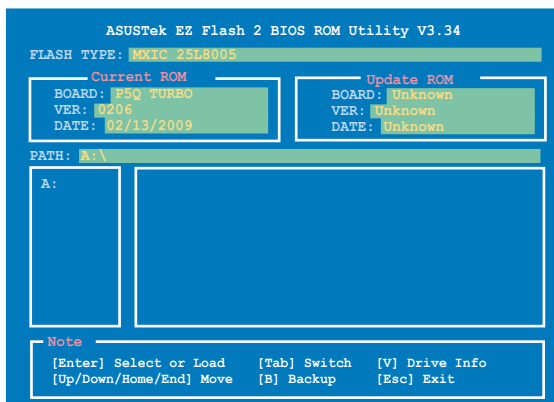 ASUSTek EZ Flash 2 BIOS ROM Utility V3.34
FLASH TYPE: MXIC 25L8005
Current ROM
BOARD: P5Q TURBO
VER: 0206
DATE: 02/13/2009
Update ROM
BOARD: Unknown
VER: Unknown
DATE: Unknown
PATH: A:\
A:
Note
[Enter] Select or Load [Tab] Switch [V] Drive Info
[Up/Down/Home/End] Move [B] Backup [Esc] Exit